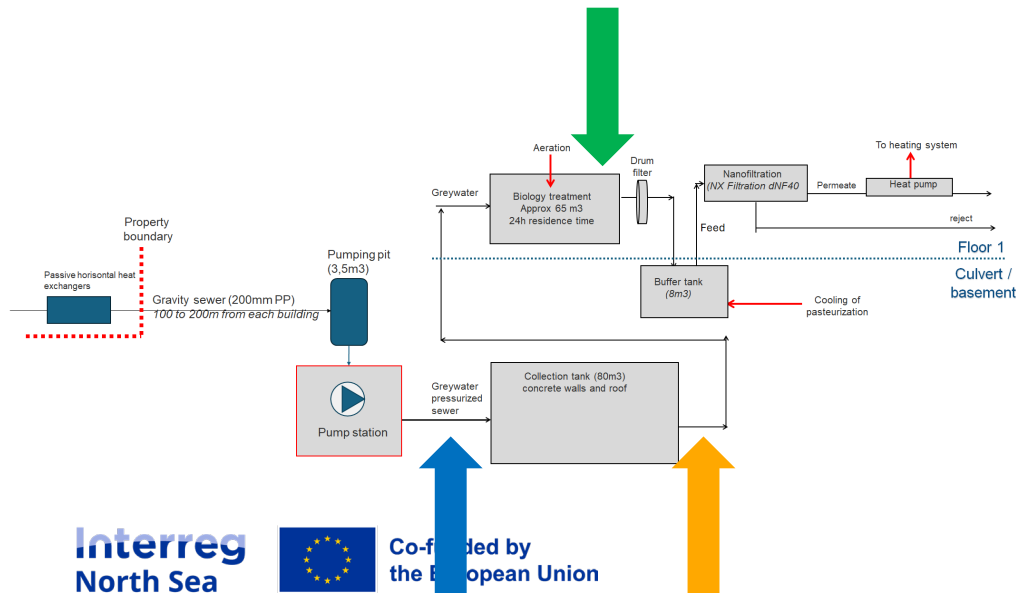 To heating system
Aeration
Drum
filter
Nanofiltration
(NX Filtration dNF40
Permeate
Heat pump
Greywater
Biology treatment
Approx 65 m3
24h residence time
reject
Feed
Floor 1
Property
boundary
Culvert /
basement
Pumping pit
(3,5m3)
Passive horisontal heat
exchangers
Buffer tank
(8m3)
Gravity sewer (200mm PP)
100 to 200m from each building
Cooling of
pasteurization
Greywater
pressurized
sewer
Collection tank (80m3)
concrete walls and roof
Pump station
Interreg
North Sea
Co-f ded by
the E opean Union